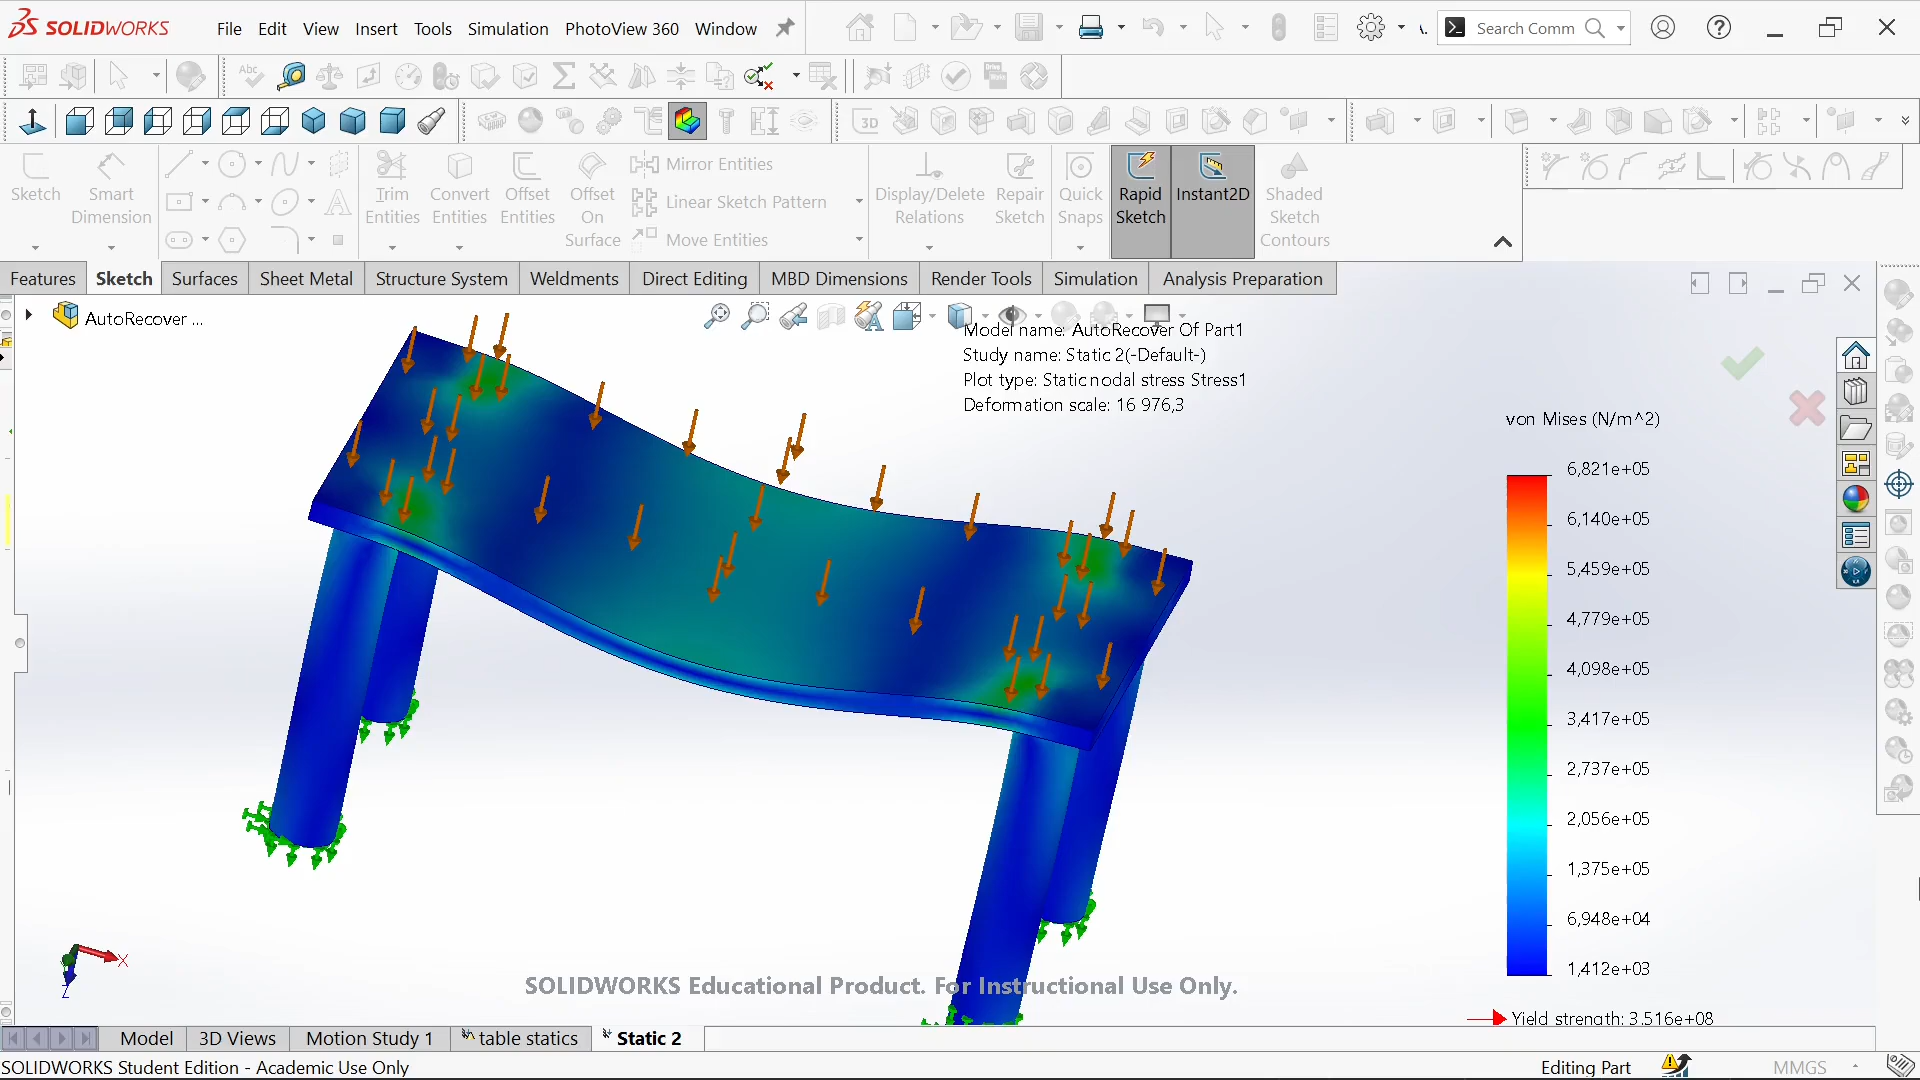 SOLIDWORKS
File Edit View Insert Tools Simulation PhotoView 360 Window
Search Comm
Abc
3D
Sketch
Smart Dimension
Trim Entities
Convert Entities
Offset Entities
Offset On Surface
Mirror Entities
Linear Sketch Pattern
Move Entities
Display/Delete Relations
Repair Sketch
Quick Snaps
Rapid Sketch
Instant2D
Shaded Sketch Contours
Features Sketch Surfaces Sheet Metal Structure System Weldments Direct Editing MBD Dimensions Render Tools Simulation Analysis Preparation
AutoRecover ...
Model name: AutoRecover Of Part1
Study name: Static 2(-Default-)
Plot type: Static nodal stress Stress1
Deformation scale: 16 976,3
von Mises (N/m^2)
6,821e+05
6,140e+05
5,459e+05
4,779e+05
4,098e+05
3,417e+05
2,737e+05
2,056e+05
1,375e+05
6,948e+04
1,412e+03
Yield strength: 3,516e+08
X
Z
SOLIDWORKS Educational Product. For Instructional Use Only.
Model 3D Views Motion Study 1 table statics Static 2
SOLIDWORKS Student Edition - Academic Use Only
Editing Part
MMGS